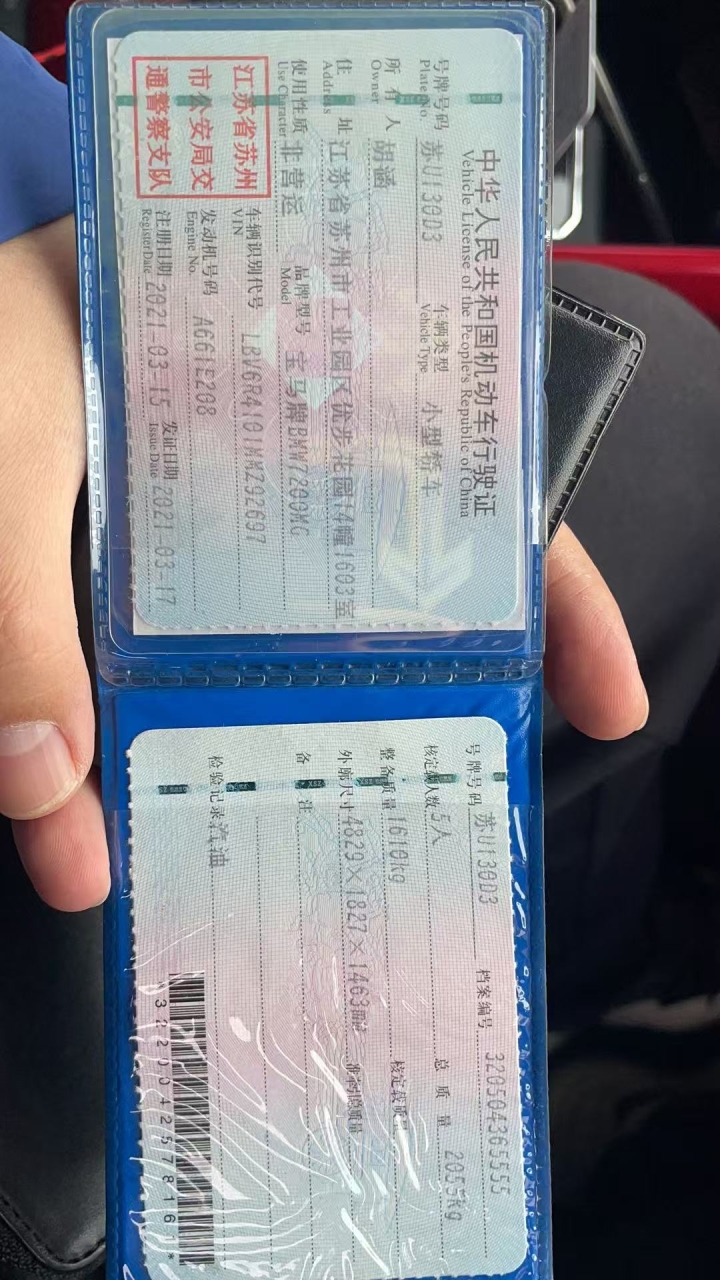 中华人民共和国机动车行驶证
Vehicle License of the People's Republic of China
号牌号码 苏U130D3 车辆类型 小型轿车
Plate No. Vehicle Type
所有人 胡涵
Owner
住址 江苏省苏州市工业园区优步花园14幢1603室
Address
使用性质 非营运 品牌型号 宝马牌BMW7200MG
Use Character Model
江苏省苏州
市公安局交
通警察支队
车辆识别代号 LBV6R4101MMZ92697
VIN
发动机号码 A661E208
Engine No.
注册日期 2021-03-15 发证日期 2021-03-17
Register Date Issue Date
号牌号码 苏U130D3 档案编号 320504365555
核定载人数 5人 总质量 2055kg
整备质量 1610kg 核定载质量
外廓尺寸 4829×1827×1463mm 准牵引总质量
备注
检验记录 汽油